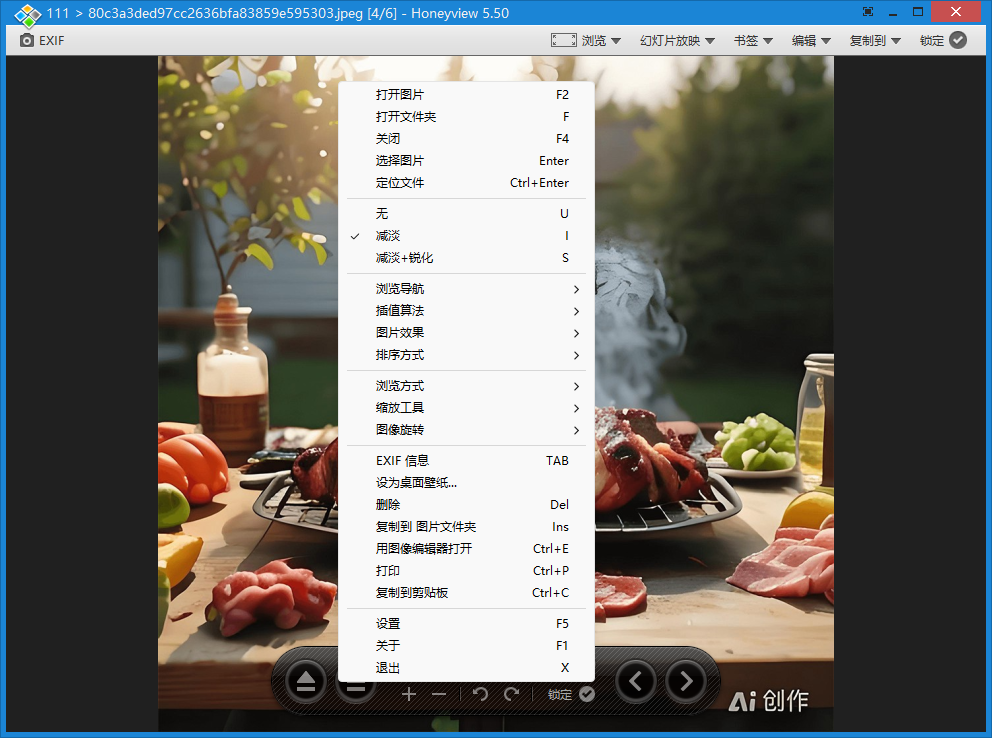 111 > 80c3a3ded97cc2636bfa83859e595303.jpeg [4/6] - Honeyview 5.50
EXIF 浏览 幻灯片放映 书签 编辑 复制到 锁定
打开图片 F2
打开文件夹 F
关闭 F4
选择图片 Enter
定位文件 Ctrl+Enter
无 U
减淡 I
减淡+锐化 S
浏览导航
插值算法
图片效果
排序方式
浏览方式
缩放工具
图像旋转
EXIF 信息 TAB
设为桌面壁纸...
删除 Del
复制到 图片文件夹 Ins
用图像编辑器打开 Ctrl+E
打印 Ctrl+P
复制到剪贴板 Ctrl+C
设置 F5
关于 F1
退出 X
锁定
Ai 创作